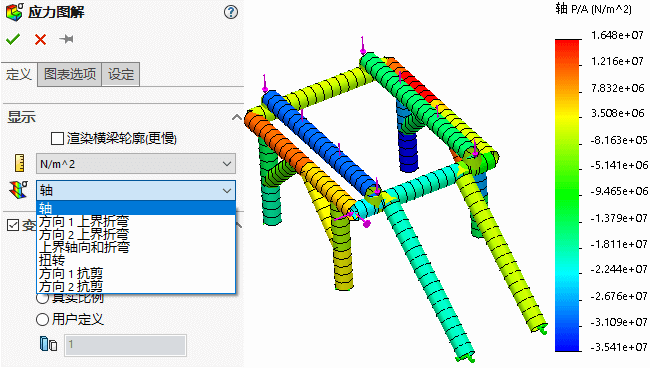 应力图解
定义 图表选项 设定
显示
渲染横梁轮廓(更慢)
N/m^2
轴
轴
方向 1 上界折弯
方向 2 上界折弯
上界轴向和折弯
扭转
方向 1 抗剪
方向 2 抗剪
变
真实比例
用户定义
1
轴 P/A (N/m^2)
1.648e+07
1.216e+07
7.832e+06
3.508e+06
-8.163e+05
-5.141e+06
-9.465e+06
-1.379e+07
-1.811e+07
-2.244e+07
-2.676e+07
-3.109e+07
-3.541e+07